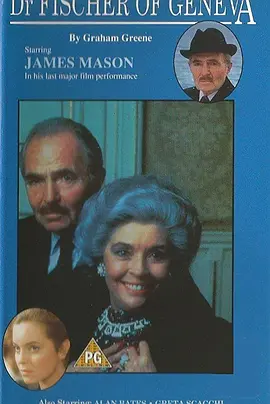 Dr FISCHER OF GENEVA
By Graham Greene
Starring
JAMES MASON
In his last major film performance
PG
Also Starring: ALAN BATES • GRETA SCACCHI